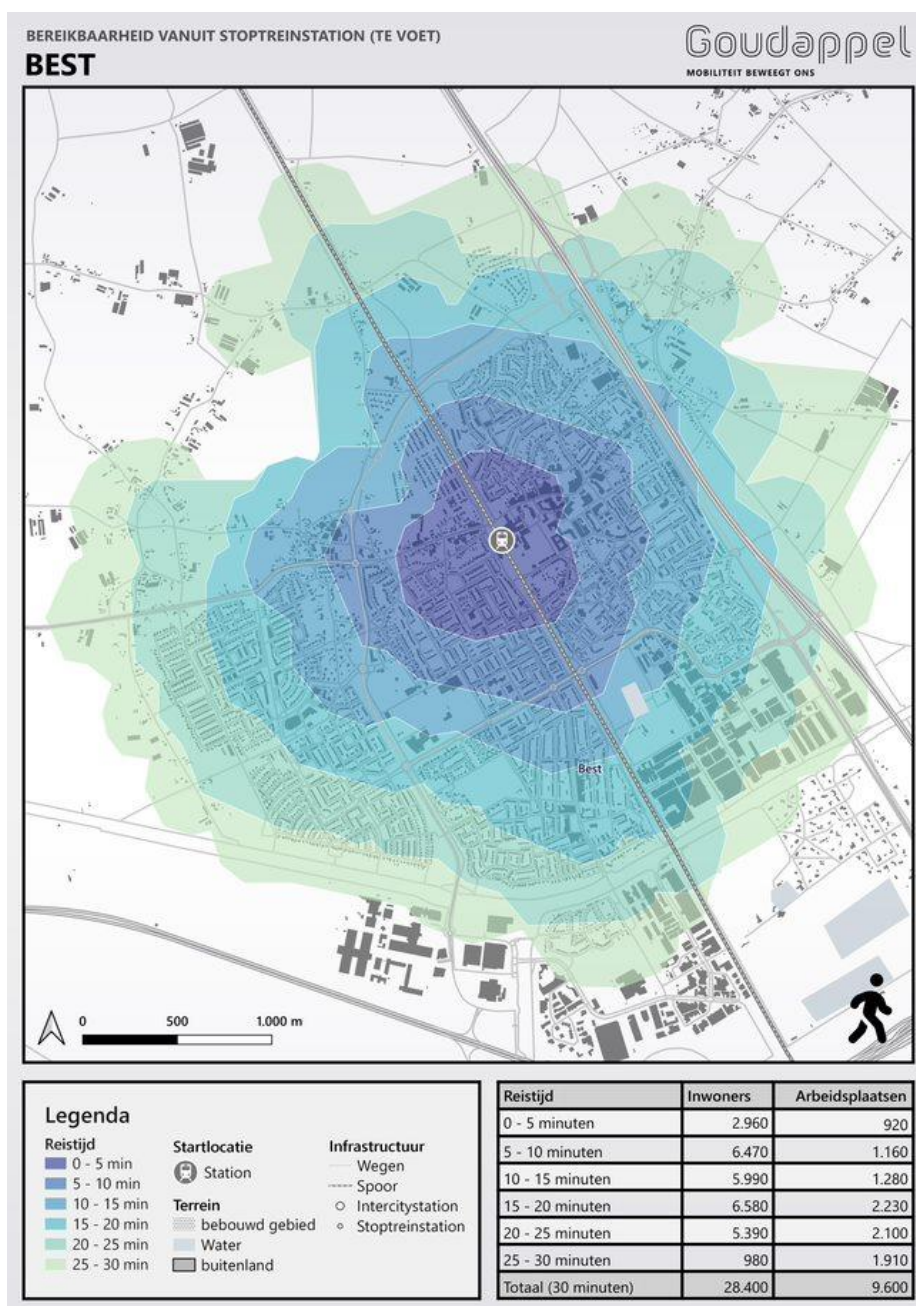 BEREIKBAARHEID VANUIT STOPTREINSTATION (TE VOET)
BEST
Goudappel
MOBILITEIT BEWEEGT ONS
Best
0 500 1.000 m
Legenda
Reistijd
0 - 5 min
5 - 10 min
10 - 15 min
15 - 20 min
20 - 25 min
25 - 30 min
Startlocatie
Station
Terrein
bebouwd gebied
Water
buitenland
Infrastructuur
Wegen
Spoor
Intercitystation
Stoptreinstation
Reistijd Inwoners Arbeidsplaatsen
0 - 5 minuten 2.960 920
5 - 10 minuten 6.470 1.160
10 - 15 minuten 5.990 1.280
15 - 20 minuten 6.580 2.230
20 - 25 minuten 5.390 2.100
25 - 30 minuten 980 1.910
Totaal (30 minuten) 28.400 9.600